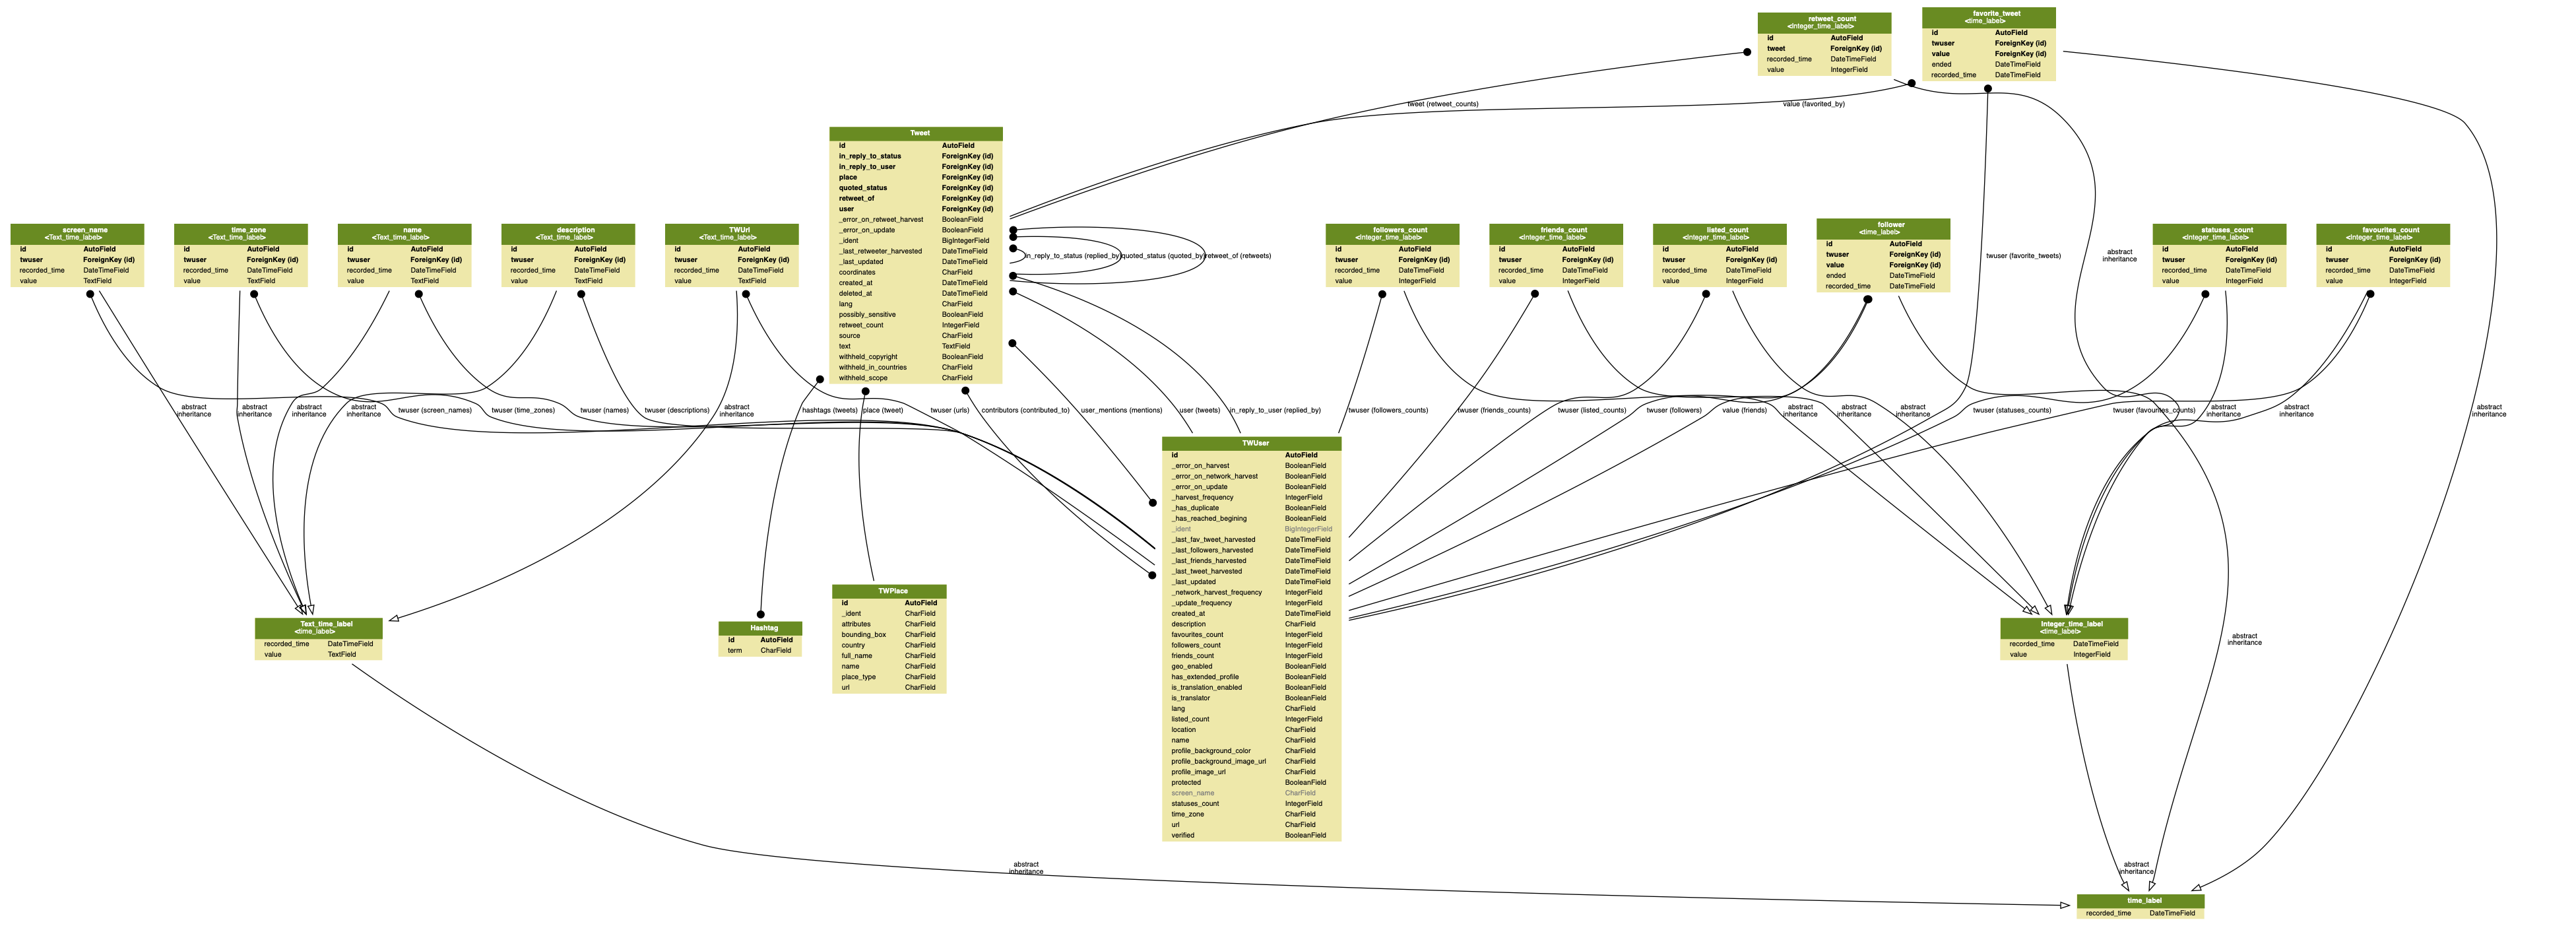 retweet_count
<Integer_time_label>
id AutoField
tweet ForeignKey (id)
recorded_time DateTimeField
value IntegerField
favorite_tweet
<time_label>
id AutoField
twuser ForeignKey (id)
value ForeignKey (id)
ended DateTimeField
recorded_time DateTimeField
tweet (retweet_counts)
value (favorited_by)
Tweet
id AutoField
in_reply_to_status ForeignKey (id)
in_reply_to_user ForeignKey (id)
place ForeignKey (id)
quoted_status ForeignKey (id)
retweet_of ForeignKey (id)
user ForeignKey (id)
_error_on_retweet_harvest BooleanField
_error_on_update BooleanField
_ident BigIntegerField
_last_retweeter_harvested DateTimeField
_last_updated DateTimeField
coordinates CharField
created_at DateTimeField
deleted_at DateTimeField
lang CharField
possibly_sensitive BooleanField
retweet_count IntegerField
source CharField
text TextField
withheld_copyright BooleanField
withheld_in_countries CharField
withheld_scope CharField
screen_name
<Text_time_label>
id AutoField
twuser ForeignKey (id)
recorded_time DateTimeField
value TextField
time_zone
<Text_time_label>
id AutoField
twuser ForeignKey (id)
recorded_time DateTimeField
value TextField
name
<Text_time_label>
id AutoField
twuser ForeignKey (id)
recorded_time DateTimeField
value TextField
description
<Text_time_label>
id AutoField
twuser ForeignKey (id)
recorded_time DateTimeField
value TextField
TWUrl
<Text_time_label>
id AutoField
twuser ForeignKey (id)
recorded_time DateTimeField
value TextField
in_reply_to_status (replied_by)
quoted_status (quoted_by)
retweet_of (retweets)
followers_count
<Integer_time_label>
id AutoField
twuser ForeignKey (id)
recorded_time DateTimeField
value IntegerField
friends_count
<Integer_time_label>
id AutoField
twuser ForeignKey (id)
recorded_time DateTimeField
value IntegerField
listed_count
<Integer_time_label>
id AutoField
twuser ForeignKey (id)
recorded_time DateTimeField
value IntegerField
follower
<time_label>
id AutoField
twuser ForeignKey (id)
value ForeignKey (id)
ended DateTimeField
recorded_time DateTimeField
twuser (favorite_tweets)
abstract
inheritance
statuses_count
<Integer_time_label>
id AutoField
twuser ForeignKey (id)
recorded_time DateTimeField
value IntegerField
favourites_count
<Integer_time_label>
id AutoField
twuser ForeignKey (id)
recorded_time DateTimeField
value IntegerField
abstract
inheritance
abstract
inheritance
abstract
inheritance
abstract
inheritance
twuser (screen_names)
twuser (time_zones)
twuser (names)
twuser (descriptions)
abstract
inheritance
hashtags (tweets)
place (tweet)
twuser (urls)
contributors (contributed_to)
user_mentions (mentions)
user (tweets)
in_reply_to_user (replied_by)
twuser (followers_counts)
twuser (friends_counts)
twuser (listed_counts)
twuser (followers)
value (friends)
abstract
inheritance
abstract
inheritance
abstract
inheritance
twuser (statuses_counts)
twuser (favourites_counts)
abstract
inheritance
abstract
inheritance
abstract
inheritance
TWUser
id AutoField
_error_on_harvest BooleanField
_error_on_network_harvest BooleanField
_error_on_update BooleanField
_harvest_frequency IntegerField
_has_duplicate BooleanField
_has_reached_begining BooleanField
_ident BigIntegerField
_last_fav_tweet_harvested DateTimeField
_last_followers_harvested DateTimeField
_last_friends_harvested DateTimeField
_last_tweet_harvested DateTimeField
_last_updated DateTimeField
_network_harvest_frequency IntegerField
_update_frequency IntegerField
created_at DateTimeField
description CharField
favourites_count IntegerField
followers_count IntegerField
friends_count IntegerField
geo_enabled BooleanField
has_extended_profile BooleanField
is_translation_enabled BooleanField
is_translator BooleanField
lang CharField
listed_count IntegerField
location CharField
name CharField
profile_background_color CharField
profile_background_image_url CharField
profile_image_url CharField
protected BooleanField
screen_name CharField
statuses_count IntegerField
time_zone CharField
url CharField
verified BooleanField
Text_time_label
<time_label>
recorded_time DateTimeField
value TextField
Hashtag
id AutoField
term CharField
TWPlace
id AutoField
_ident CharField
attributes CharField
bounding_box CharField
country CharField
full_name CharField
name CharField
place_type CharField
url CharField
Integer_time_label
<time_label>
recorded_time DateTimeField
value IntegerField
abstract
inheritance
abstract
inheritance
abstract
inheritance
time_label
recorded_time DateTimeField